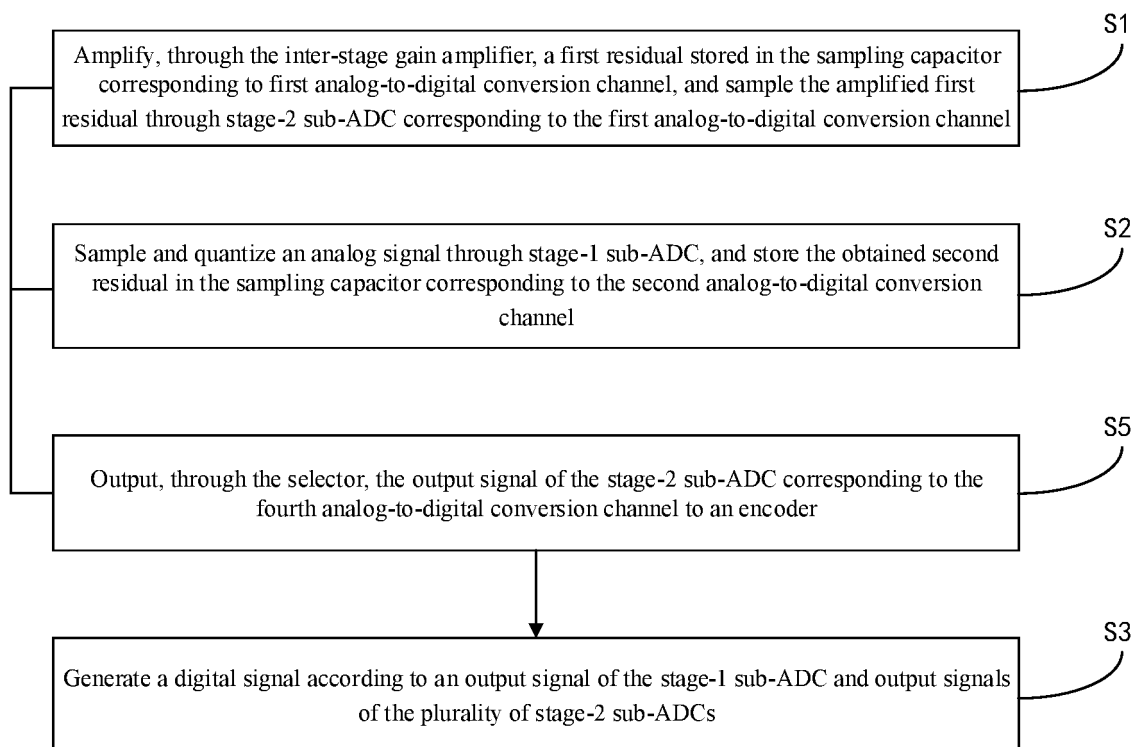 S1
Amplify, through the inter-stage gain amplifier, a first residual stored in the sampling capacitor
corresponding to first analog-to-digital conversion channel, and sample the amplified first
residual through stage-2 sub-ADC corresponding to the first analog-to-digital conversion channel
S2
Sample and quantize an analog signal through stage-1 sub-ADC, and store the obtained second
residual in the sampling capacitor corresponding to the second analog-to-digital conversion
channel
S5
Output, through the selector, the output signal of the stage-2 sub-ADC corresponding to the
fourth analog-to-digital conversion channel to an encoder
S3
Generate a digital signal according to an output signal of the stage-1 sub-ADC and output signals
of the plurality of stage-2 sub-ADCs